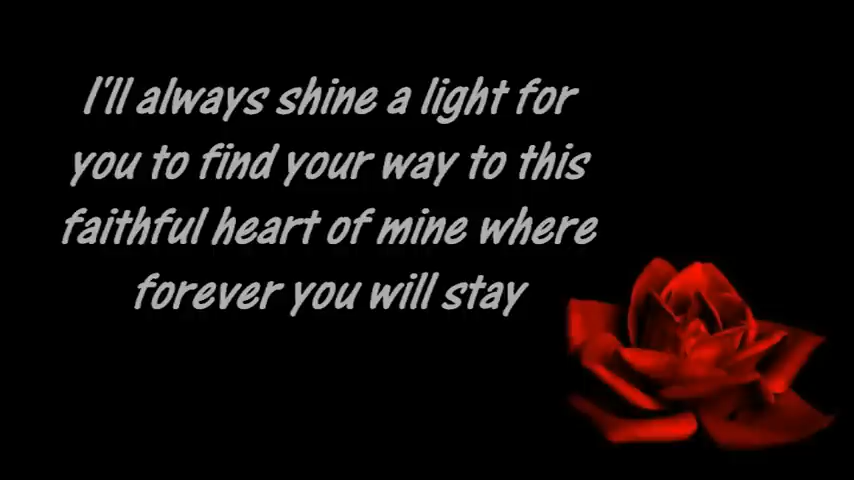 I'll always shine a light for
you to find your way to this
faithful heart of mine where
forever you will stay